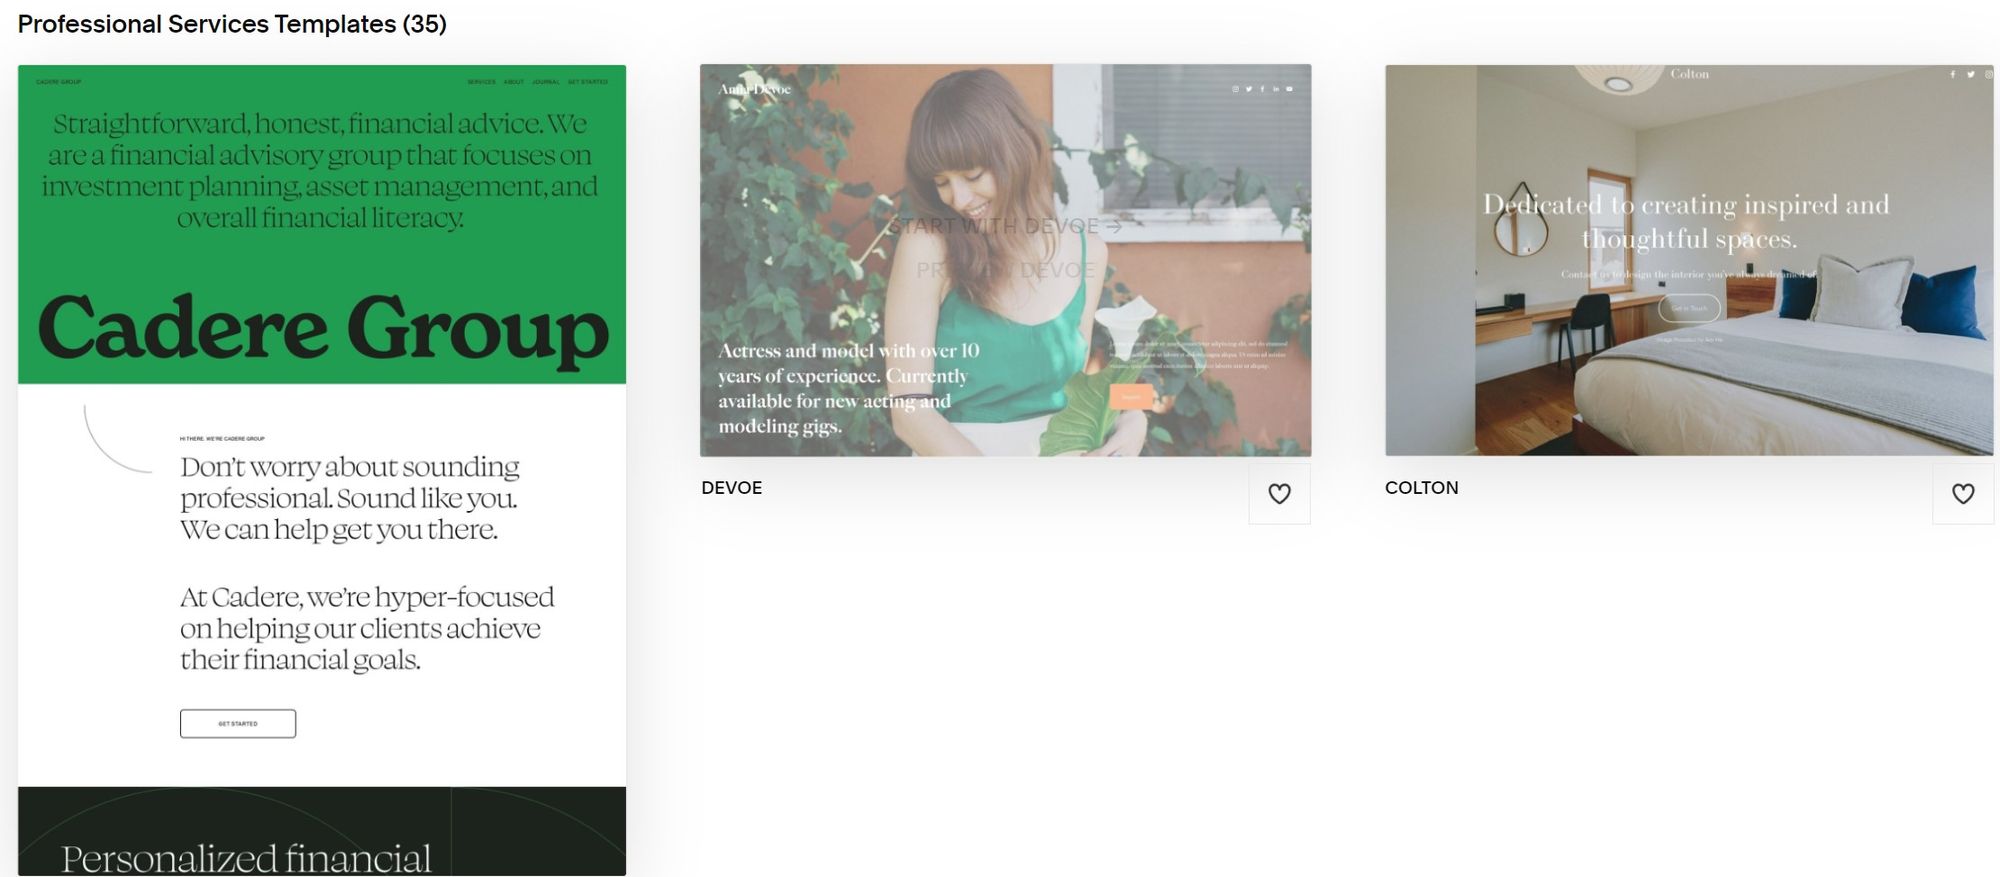 Professional Services Templates (35)
CADERE GROUP
SERVICES ABOUT JOURNAL GET STARTED
Straightforward, honest, financial advice. We
are a financial advisory group that focuses on
investment planning, asset management, and
overall financial literacy.
Cadere Group
HI THERE. WE'RE CADERE GROUP
Don't worry about sounding
professional. Sound like you.
We can help get you there.
At Cadere, we're hyper-focused
on helping our clients achieve
their financial goals.
GET STARTED
Personalized financial
Anna Devoe
START WITH DEVOE →
PREVIEW DEVOE
Actress and model with over 10
years of experience. Currently
available for new acting and
modeling gigs.
DEVOE
Colton
Dedicated to creating inspired and
thoughtful spaces.
Contact us to design the interior you've always dreamed of.
Get in Touch
COLTON